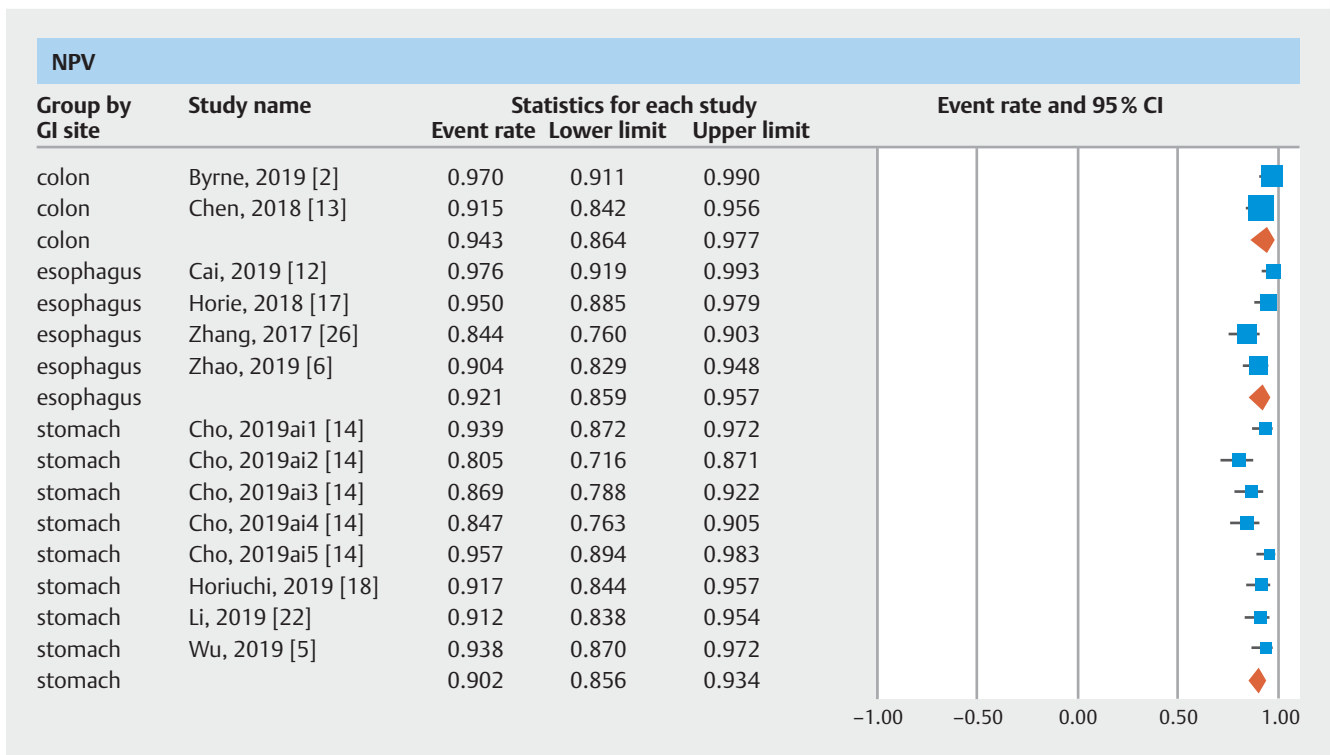 NPV
Group by Study name Statistics for each study Event rate and 95% CI
GI site Event rate Lower limit Upper limit
colon Byrne, 2019 [2] 0.970 0.911 0.990
colon Chen, 2018 [13] 0.915 0.842 0.956
colon 0.943 0.864 0.977
esophagus Cai, 2019 [12] 0.976 0.919 0.993
esophagus Horie, 2018 [17] 0.950 0.885 0.979
esophagus Zhang, 2017 [26] 0.844 0.760 0.903
esophagus Zhao, 2019 [6] 0.904 0.829 0.948
esophagus 0.921 0.859 0.957
stomach Cho, 2019ai1 [14] 0.939 0.872 0.972
stomach Cho, 2019ai2 [14] 0.805 0.716 0.871
stomach Cho, 2019ai3 [14] 0.869 0.788 0.922
stomach Cho, 2019ai4 [14] 0.847 0.763 0.905
stomach Cho, 2019ai5 [14] 0.957 0.894 0.983
stomach Horiuchi, 2019 [18] 0.917 0.844 0.957
stomach Li, 2019 [22] 0.912 0.838 0.954
stomach Wu, 2019 [5] 0.938 0.870 0.972
stomach 0.902 0.856 0.934
−1.00 −0.50 0.00 0.50 1.00